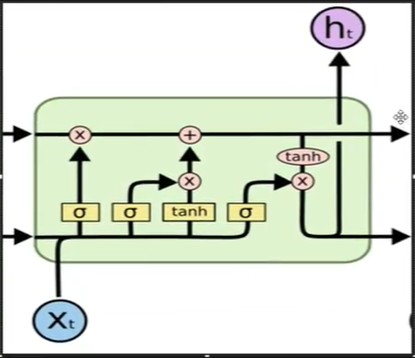 ht
x +
tanh
x x
σ σ tanh σ
Xt